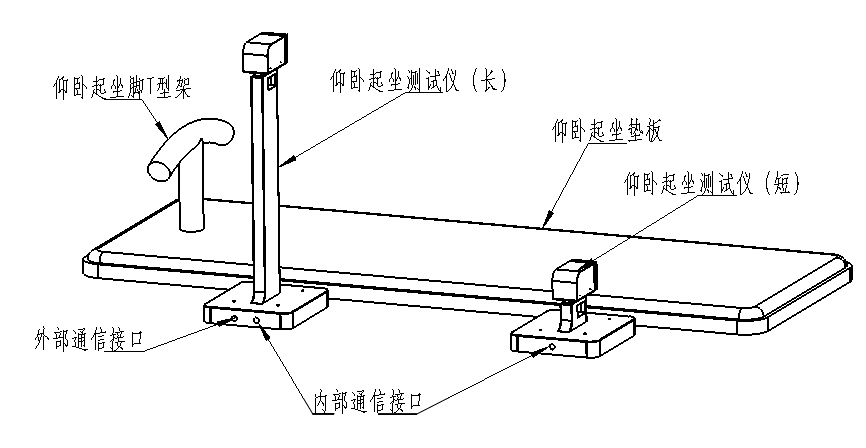 仰卧起坐脚T型架
仰卧起坐测试仪（长）
仰卧起坐垫板
仰卧起坐测试仪（短）
外部通信接口
内部通信接口